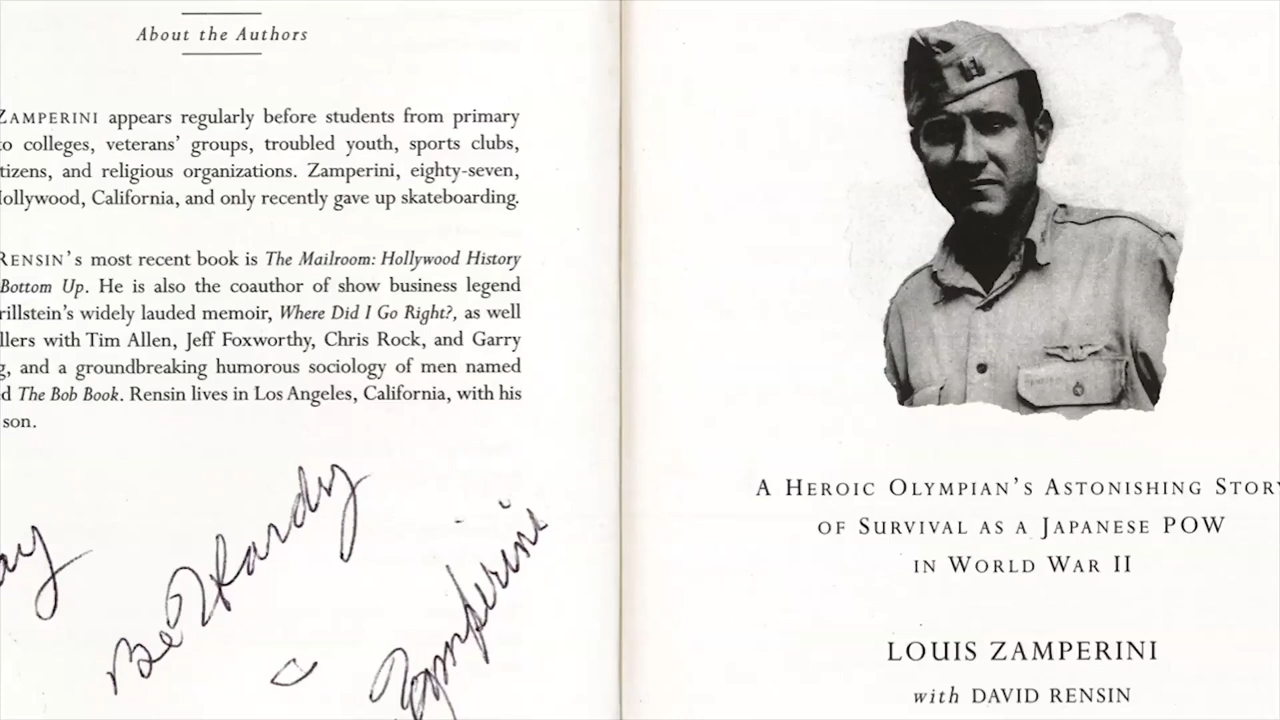 About the Authors
ZAMPERINI appears regularly before students from primary
to colleges, veterans' groups, troubled youth, sports clubs,
tizens, and religious organizations. Zamperini, eighty-seven,
Hollywood, California, and only recently gave up skateboarding.
RENSIN's most recent book is The Mailroom: Hollywood History
Bottom Up. He is also the coauthor of show business legend
rillstein's widely lauded memoir, Where Did I Go Right?, as well
llers with Tim Allen, Jeff Foxworthy, Chris Rock, and Garry
g, and a groundbreaking humorous sociology of men named
d The Bob Book. Rensin lives in Los Angeles, California, with his
son.
ay
Be Hardy
Zamperini
A HEROIC OLYMPIAN'S ASTONISHING STORY
OF SURVIVAL AS A JAPANESE POW
IN WORLD WAR II
LOUIS ZAMPERINI
with DAVID RENSIN